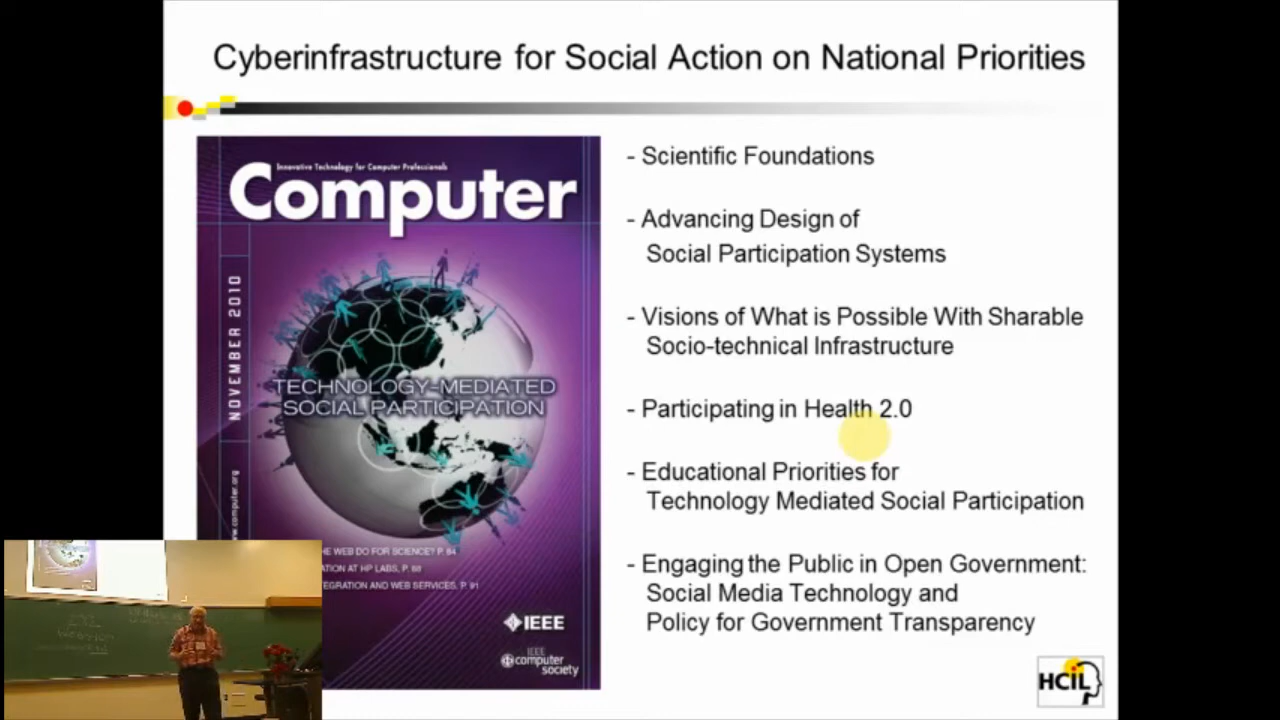 Cyberinfrastructure for Social Action on National Priorities
Innovative Technology for Computer Professionals
Computer
NOVEMBER 2010
TECHNOLOGY-MEDIATED
SOCIAL PARTICIPATION
www.computer.org
THE WEB DO FOR SCIENCE? P. 84
ATION AT HP LABS, P. 88
TEGRATION AND WEB SERVICES, P. 91
IEEE
IEEE
computer
society
- Scientific Foundations
- Advancing Design of
Social Participation Systems
- Visions of What is Possible With Sharable
Socio-technical Infrastructure
- Participating in Health 2.0
- Educational Priorities for
Technology Mediated Social Participation
- Engaging the Public in Open Government:
Social Media Technology and
Policy for Government Transparency
HCIL